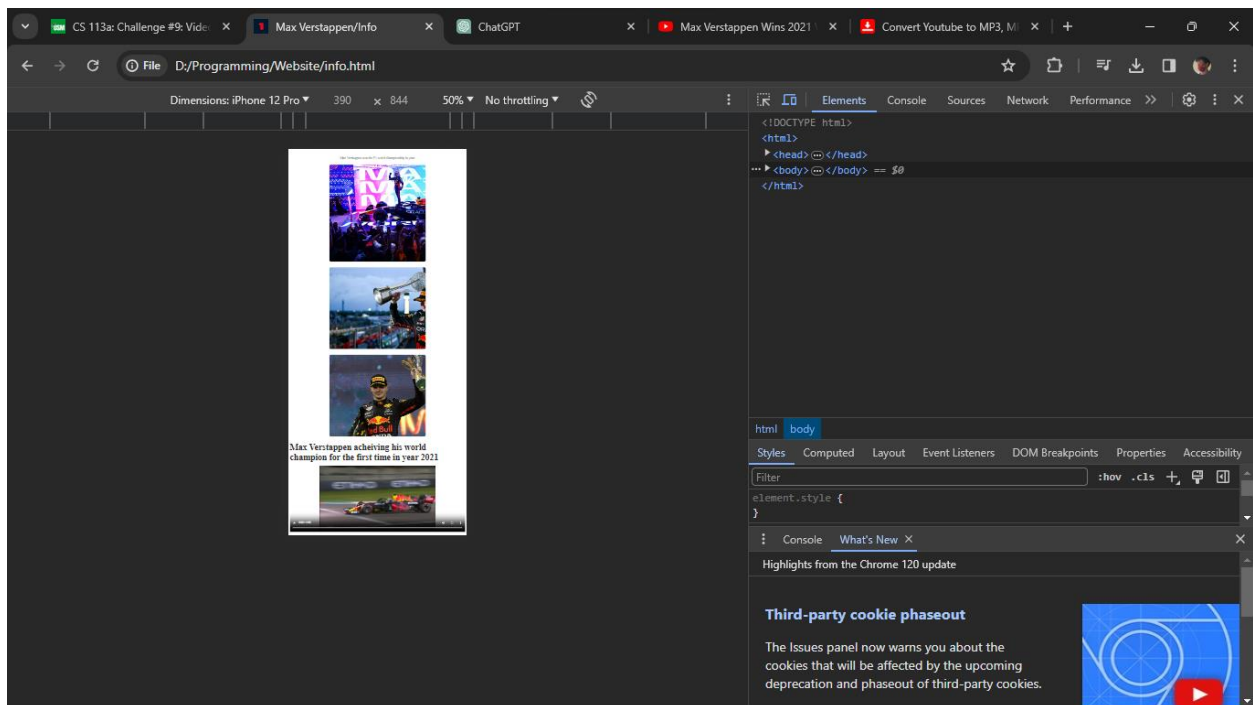 CS 113a: Challenge #9: Vide
Max Verstappen/Info
ChatGPT
Max Verstappen Wins 2021
Convert Youtube to MP3, M
File D:/Programming/Website/info.html
Dimensions: iPhone 12 Pro 390 × 844 50% No throttling
Elements Console Sources Network Performance
<!DOCTYPE html>
<html>
<head> ... </head>
... <body> ... </body> == $0
</html>
Max Verstappen acheiving his world
champion for the first time in year 2021
html body
Styles Computed Layout Event Listeners DOM Breakpoints Properties Accessibility
Filter :hov .cls
element.style {
}
Console What's New
Highlights from the Chrome 120 update
Third-party cookie phaseout
The Issues panel now warns you about the
cookies that will be affected by the upcoming
deprecation and phaseout of third-party cookies.